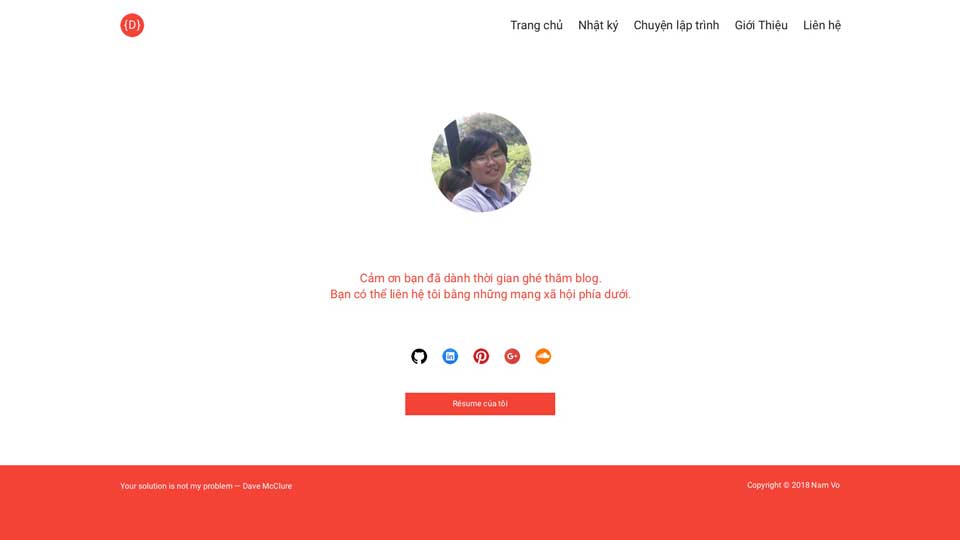 {D}
Trang chủ
Nhật ký
Chuyện lập trình
Giới Thiệu
Liên hệ
Cảm ơn bạn đã dành thời gian ghé thăm blog.
Bạn có thể liên hệ tôi bằng những mạng xã hội phía dưới.
Résume của tôi
Your solution is not my problem — Dave McClure
Copyright © 2018 Nam Vo